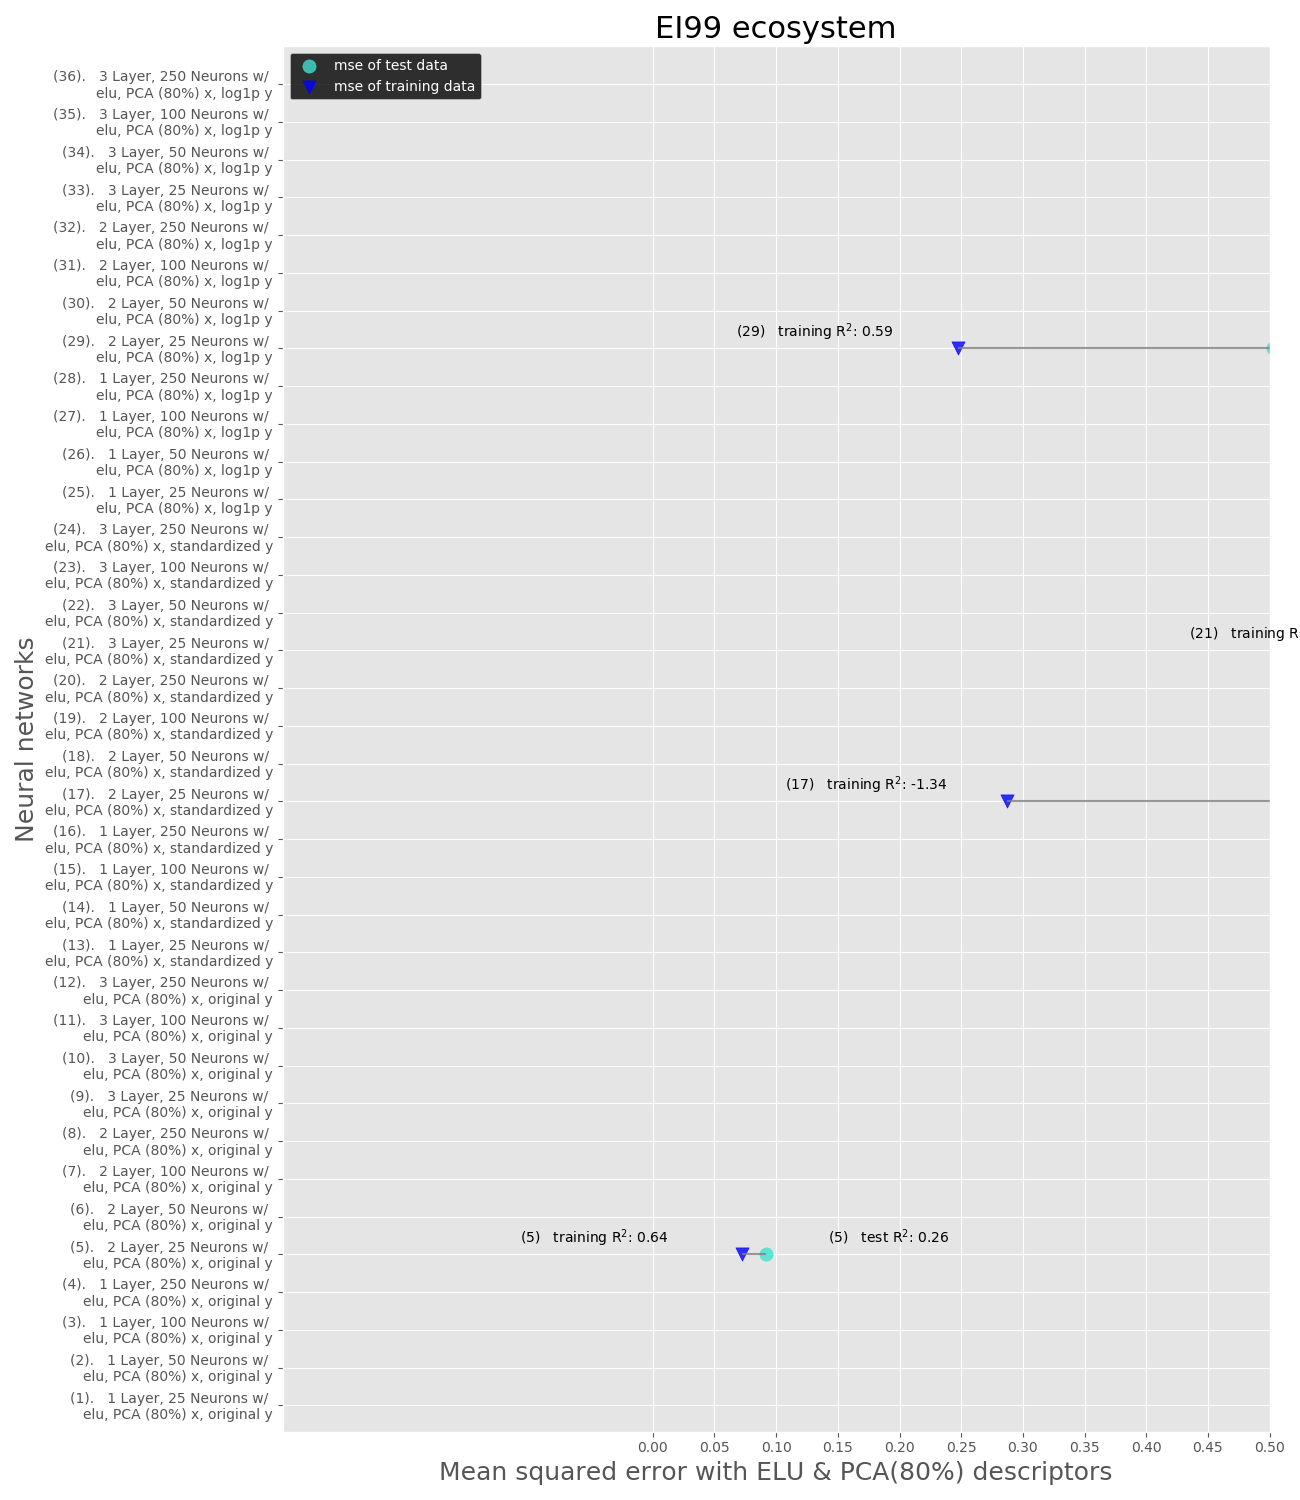 EI99 ecosystem
mse of test data
mse of training data
(36).   3 Layer, 250 Neurons w/
elu, PCA (80%) x, log1p y
(35).   3 Layer, 100 Neurons w/
elu, PCA (80%) x, log1p y
(34).   3 Layer, 50 Neurons w/
elu, PCA (80%) x, log1p y
(33).   3 Layer, 25 Neurons w/
elu, PCA (80%) x, log1p y
(32).   2 Layer, 250 Neurons w/
elu, PCA (80%) x, log1p y
(31).   2 Layer, 100 Neurons w/
elu, PCA (80%) x, log1p y
(30).   2 Layer, 50 Neurons w/
elu, PCA (80%) x, log1p y
(29)   training R²: 0.59
(29).   2 Layer, 25 Neurons w/
elu, PCA (80%) x, log1p y
(28).   1 Layer, 250 Neurons w/
elu, PCA (80%) x, log1p y
(27).   1 Layer, 100 Neurons w/
elu, PCA (80%) x, log1p y
(26).   1 Layer, 50 Neurons w/
elu, PCA (80%) x, log1p y
(25).   1 Layer, 25 Neurons w/
elu, PCA (80%) x, log1p y
(24).   3 Layer, 250 Neurons w/
elu, PCA (80%) x, standardized y
(23).   3 Layer, 100 Neurons w/
elu, PCA (80%) x, standardized y
(22).   3 Layer, 50 Neurons w/
elu, PCA (80%) x, standardized y
(21)   training R
(21).   3 Layer, 25 Neurons w/
elu, PCA (80%) x, standardized y
(20).   2 Layer, 250 Neurons w/
elu, PCA (80%) x, standardized y
(19).   2 Layer, 100 Neurons w/
elu, PCA (80%) x, standardized y
(18).   2 Layer, 50 Neurons w/
elu, PCA (80%) x, standardized y
(17)   training R²: -1.34
(17).   2 Layer, 25 Neurons w/
elu, PCA (80%) x, standardized y
(16).   1 Layer, 250 Neurons w/
elu, PCA (80%) x, standardized y
(15).   1 Layer, 100 Neurons w/
elu, PCA (80%) x, standardized y
(14).   1 Layer, 50 Neurons w/
elu, PCA (80%) x, standardized y
(13).   1 Layer, 25 Neurons w/
elu, PCA (80%) x, standardized y
(12).   3 Layer, 250 Neurons w/
elu, PCA (80%) x, original y
(11).   3 Layer, 100 Neurons w/
elu, PCA (80%) x, original y
(10).   3 Layer, 50 Neurons w/
elu, PCA (80%) x, original y
(9).   3 Layer, 25 Neurons w/
elu, PCA (80%) x, original y
(8).   2 Layer, 250 Neurons w/
elu, PCA (80%) x, original y
(7).   2 Layer, 100 Neurons w/
elu, PCA (80%) x, original y
(6).   2 Layer, 50 Neurons w/
elu, PCA (80%) x, original y
(5)   training R²: 0.64
(5)   test R²: 0.26
(5).   2 Layer, 25 Neurons w/
elu, PCA (80%) x, original y
(4).   1 Layer, 250 Neurons w/
elu, PCA (80%) x, original y
(3).   1 Layer, 100 Neurons w/
elu, PCA (80%) x, original y
(2).   1 Layer, 50 Neurons w/
elu, PCA (80%) x, original y
(1).   1 Layer, 25 Neurons w/
elu, PCA (80%) x, original y
Neural networks
0.00 0.05 0.10 0.15 0.20 0.25 0.30 0.35 0.40 0.45 0.50
Mean squared error with ELU & PCA(80%) descriptors